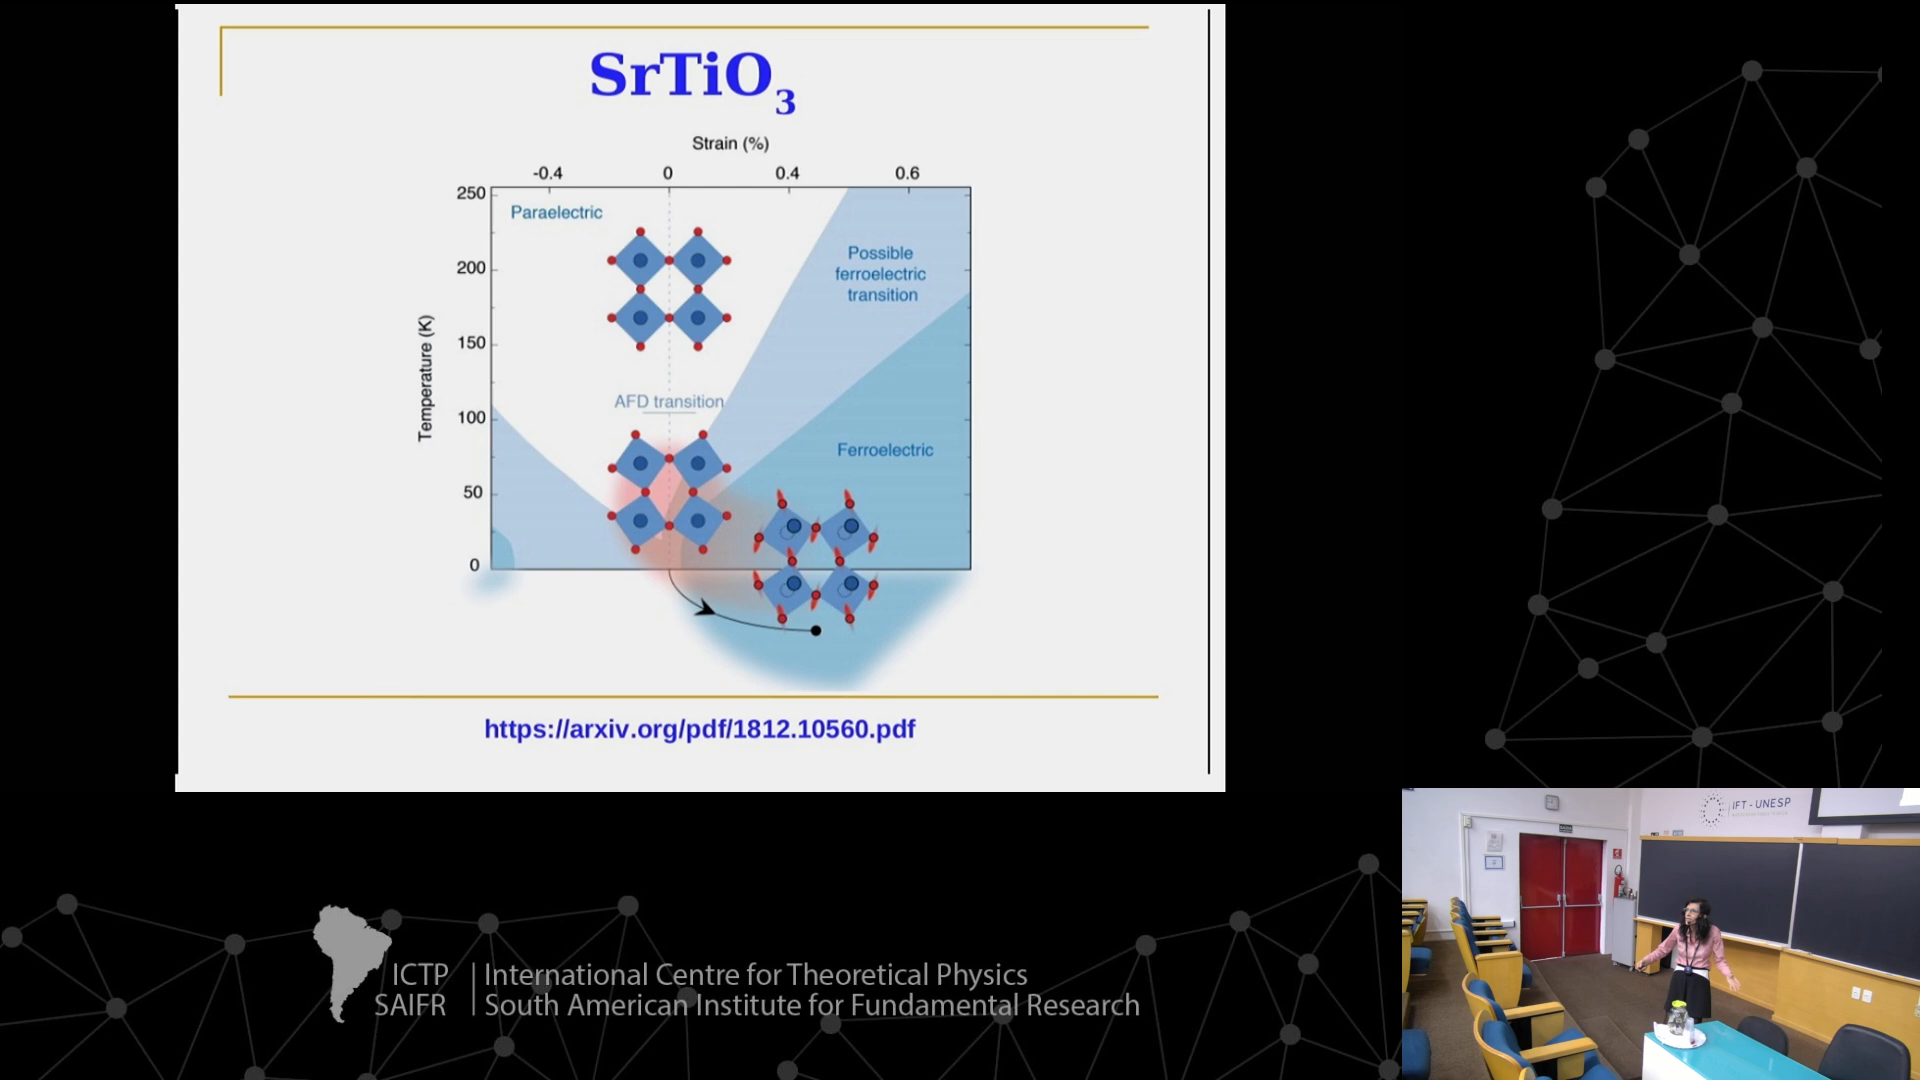 SrTiO3
Strain (%)
-0.4 0 0.4 0.6
250
Paraelectric
200
Possible
ferroelectric
transition
Temperature (K)
150
AFD transition
100
Ferroelectric
50
0
https://arxiv.org/pdf/1812.10560.pdf
IFT - UNESP
ICTP
SAIFR
International Centre for Theoretical Physics
South American Institute for Fundamental Research